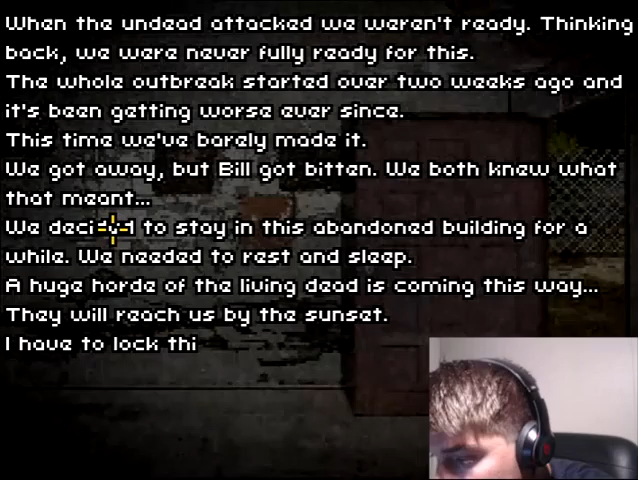 When the undead attacked we weren't ready. Thinking
back, we were never fully ready for this.
The whole outbreak started over two weeks ago and
it's been getting worse ever since.
This time we've barely made it.
We got away, but Bill got bitten. We both knew what
that meant...
We decided to stay in this abandoned building for a
while. We needed to rest and sleep.
A huge horde of the living dead is coming this way...
They will reach us by the sunset.
I have to lock thi